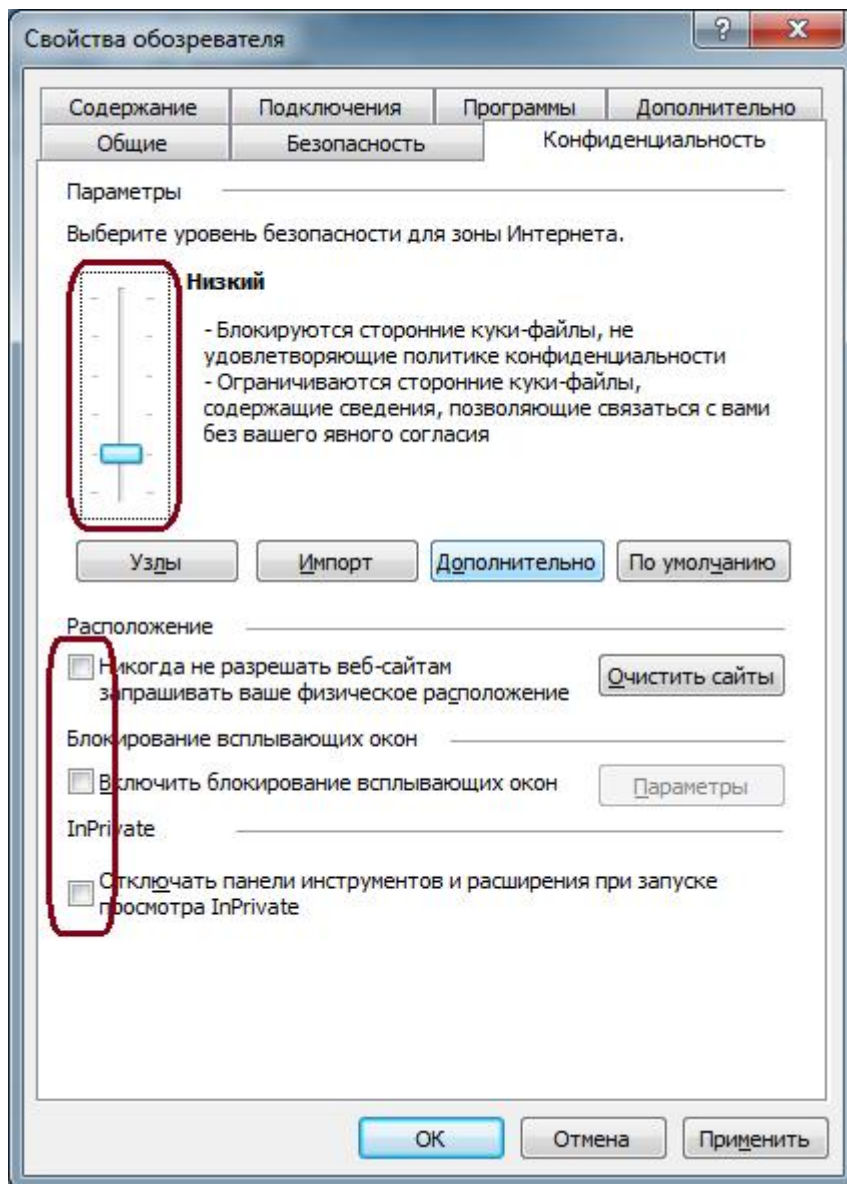 Свойства обозревателя
Содержание Подключения Программы Дополнительно
Общие Безопасность Конфиденциальность
Параметры
Выберите уровень безопасности для зоны Интернета.
Низкий
- Блокируются сторонние куки-файлы, не
удовлетворяющие политике конфиденциальности
- Ограничиваются сторонние куки-файлы,
содержащие сведения, позволяющие связаться с вами
без вашего явного согласия
Узлы Импорт Дополнительно По умолчанию
Расположение
Никогда не разрешать веб-сайтам
запрашивать ваше физическое расположение
Очистить сайты
Блокирование всплывающих окон
Включить блокирование всплывающих окон Параметры
InPrivate
Отключать панели инструментов и расширения при запуске
просмотра InPrivate
ОК Отмена Применить